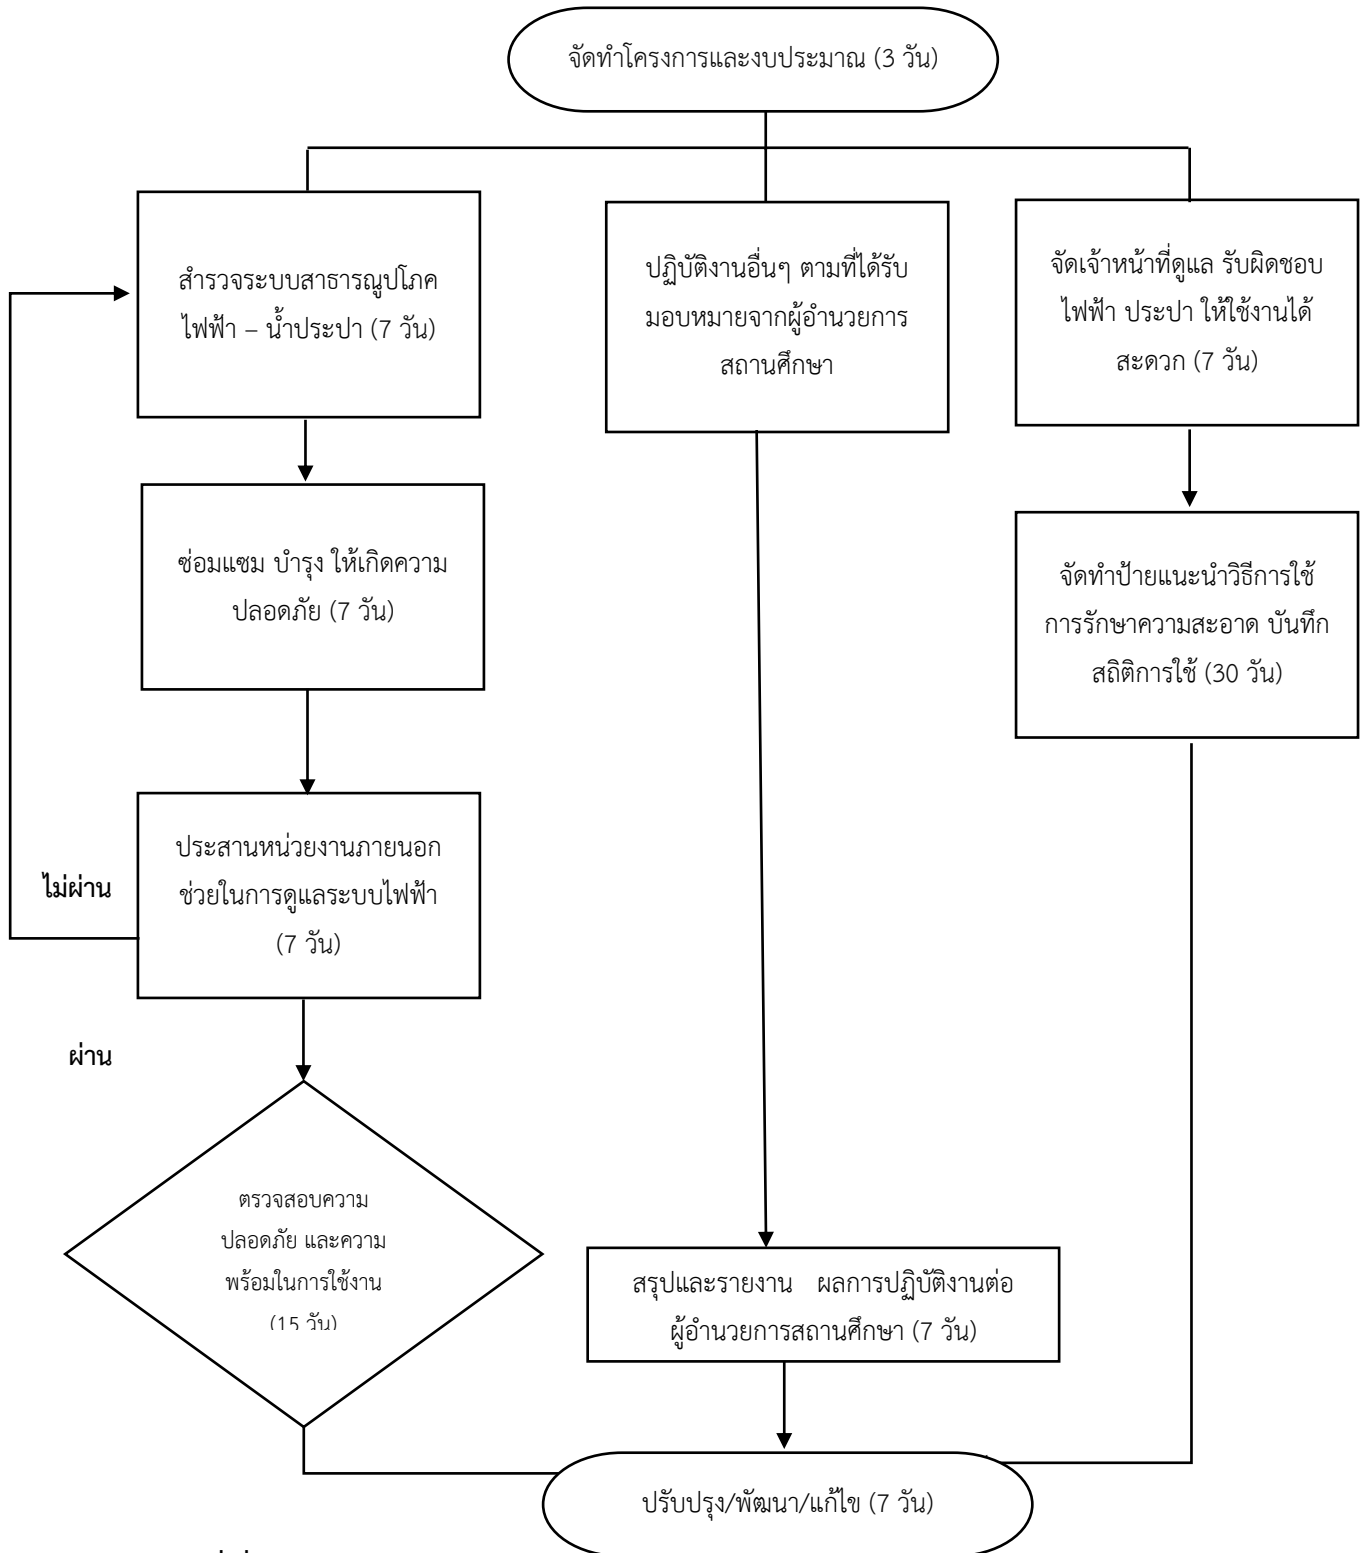 จัดทำโครงการและงบประมาณ (3 วัน)
สำรวจระบบสาธารณูปโภค
ไฟฟ้า – น้ำประปา (7 วัน)
ปฏิบัติงานอื่นๆ ตามที่ได้รับ
มอบหมายจากผู้อำนวยการ
สถานศึกษา
จัดเจ้าหน้าที่ดูแล รับผิดชอบ
ไฟฟ้า ประปา ให้ใช้งานได้
สะดวก (7 วัน)
ซ่อมแซม บำรุง ให้เกิดความ
ปลอดภัย (7 วัน)
จัดทำป้ายแนะนำวิธีการใช้
การรักษาความสะอาด บันทึก
สถิติการใช้ (30 วัน)
ประสานหน่วยงานภายนอก
ช่วยในการดูแลระบบไฟฟ้า
(7 วัน)
ไม่ผ่าน
ผ่าน
ตรวจสอบความ
ปลอดภัย และความ
พร้อมในการใช้งาน
(15 วัน)
สรุปและรายงาน ผลการปฏิบัติงานต่อ
ผู้อำนวยการสถานศึกษา (7 วัน)
ปรับปรุง/พัฒนา/แก้ไข (7 วัน)